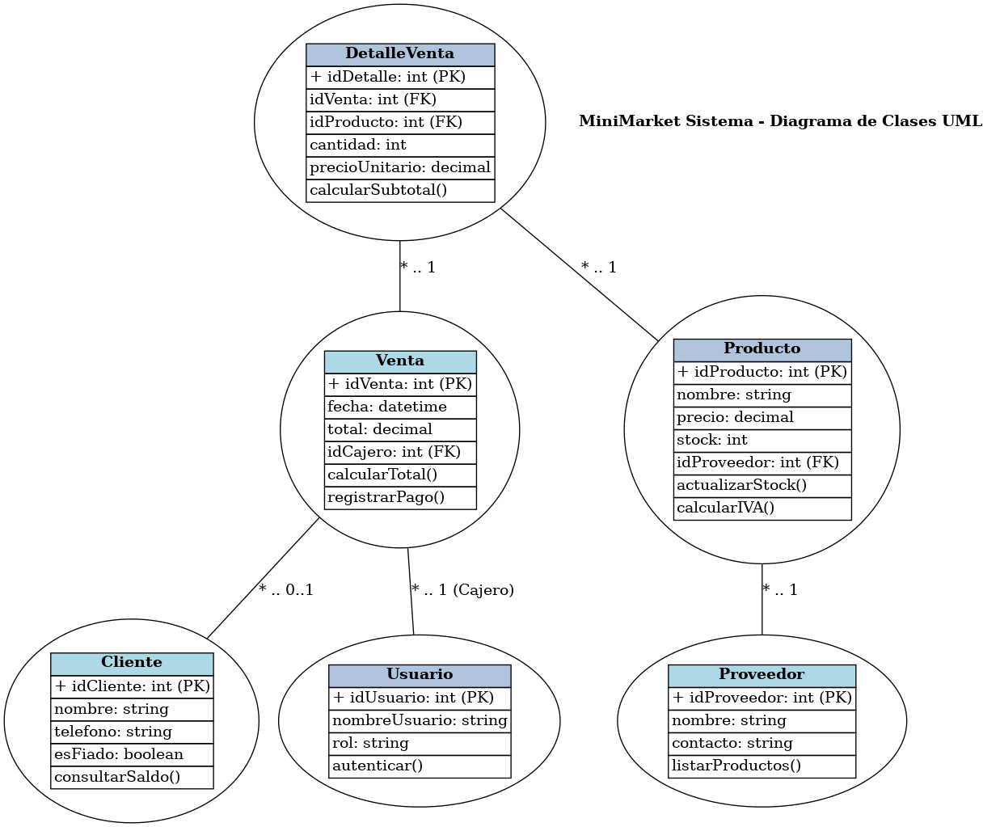 DetalleVenta
+ idDetalle: int (PK)
idVenta: int (FK)
idProducto: int (FK)
cantidad: int
precioUnitario: decimal
calcularSubtotal()
MiniMarket Sistema - Diagrama de Clases UML
* .. 1
* .. 1
Venta
+ idVenta: int (PK)
fecha: datetime
total: decimal
idCajero: int (FK)
calcularTotal()
registrarPago()
Producto
+ idProducto: int (PK)
nombre: string
precio: decimal
stock: int
idProveedor: int (FK)
actualizarStock()
calcularIVA()
* .. 0..1
* .. 1 (Cajero)
* .. 1
Cliente
+ idCliente: int (PK)
nombre: string
telefono: string
esFiado: boolean
consultarSaldo()
Usuario
+ idUsuario: int (PK)
nombreUsuario: string
rol: string
autenticar()
Proveedor
+ idProveedor: int (PK)
nombre: string
contacto: string
listarProductos()